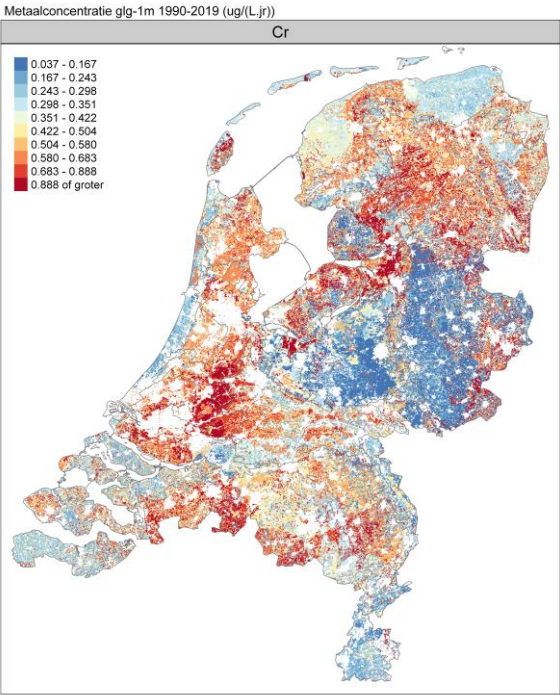 Metaalconcentratie glg-1m 1990-2019 (ug/(L.jr))
Cr
0.037 - 0.167
0.167 - 0.243
0.243 - 0.298
0.298 - 0.351
0.351 - 0.422
0.422 - 0.504
0.504 - 0.580
0.580 - 0.683
0.683 - 0.888
0.888 of groter